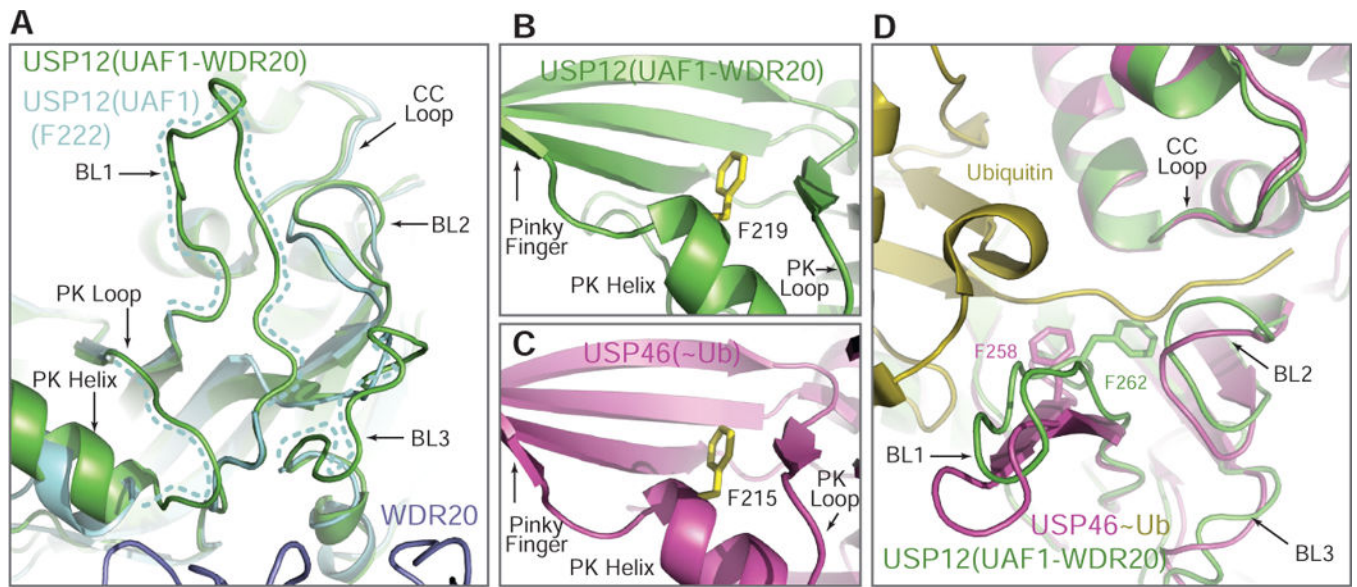 A
USP12(UAF1-WDR20)
USP12(UAF1)
(F222)
CC
Loop
BL1
BL2
PK Loop
PK Helix
BL3
WDR20
B
USP12(UAF1-WDR20)
Pinky
Finger
F219
PK Helix
PK
Loop
C
USP46(~Ub)
F215
PK
Loop
Pinky
Finger
PK Helix
D
CC
Loop
Ubiquitin
F258
F262
BL2
BL1
USP46~Ub
USP12(UAF1-WDR20)
BL3